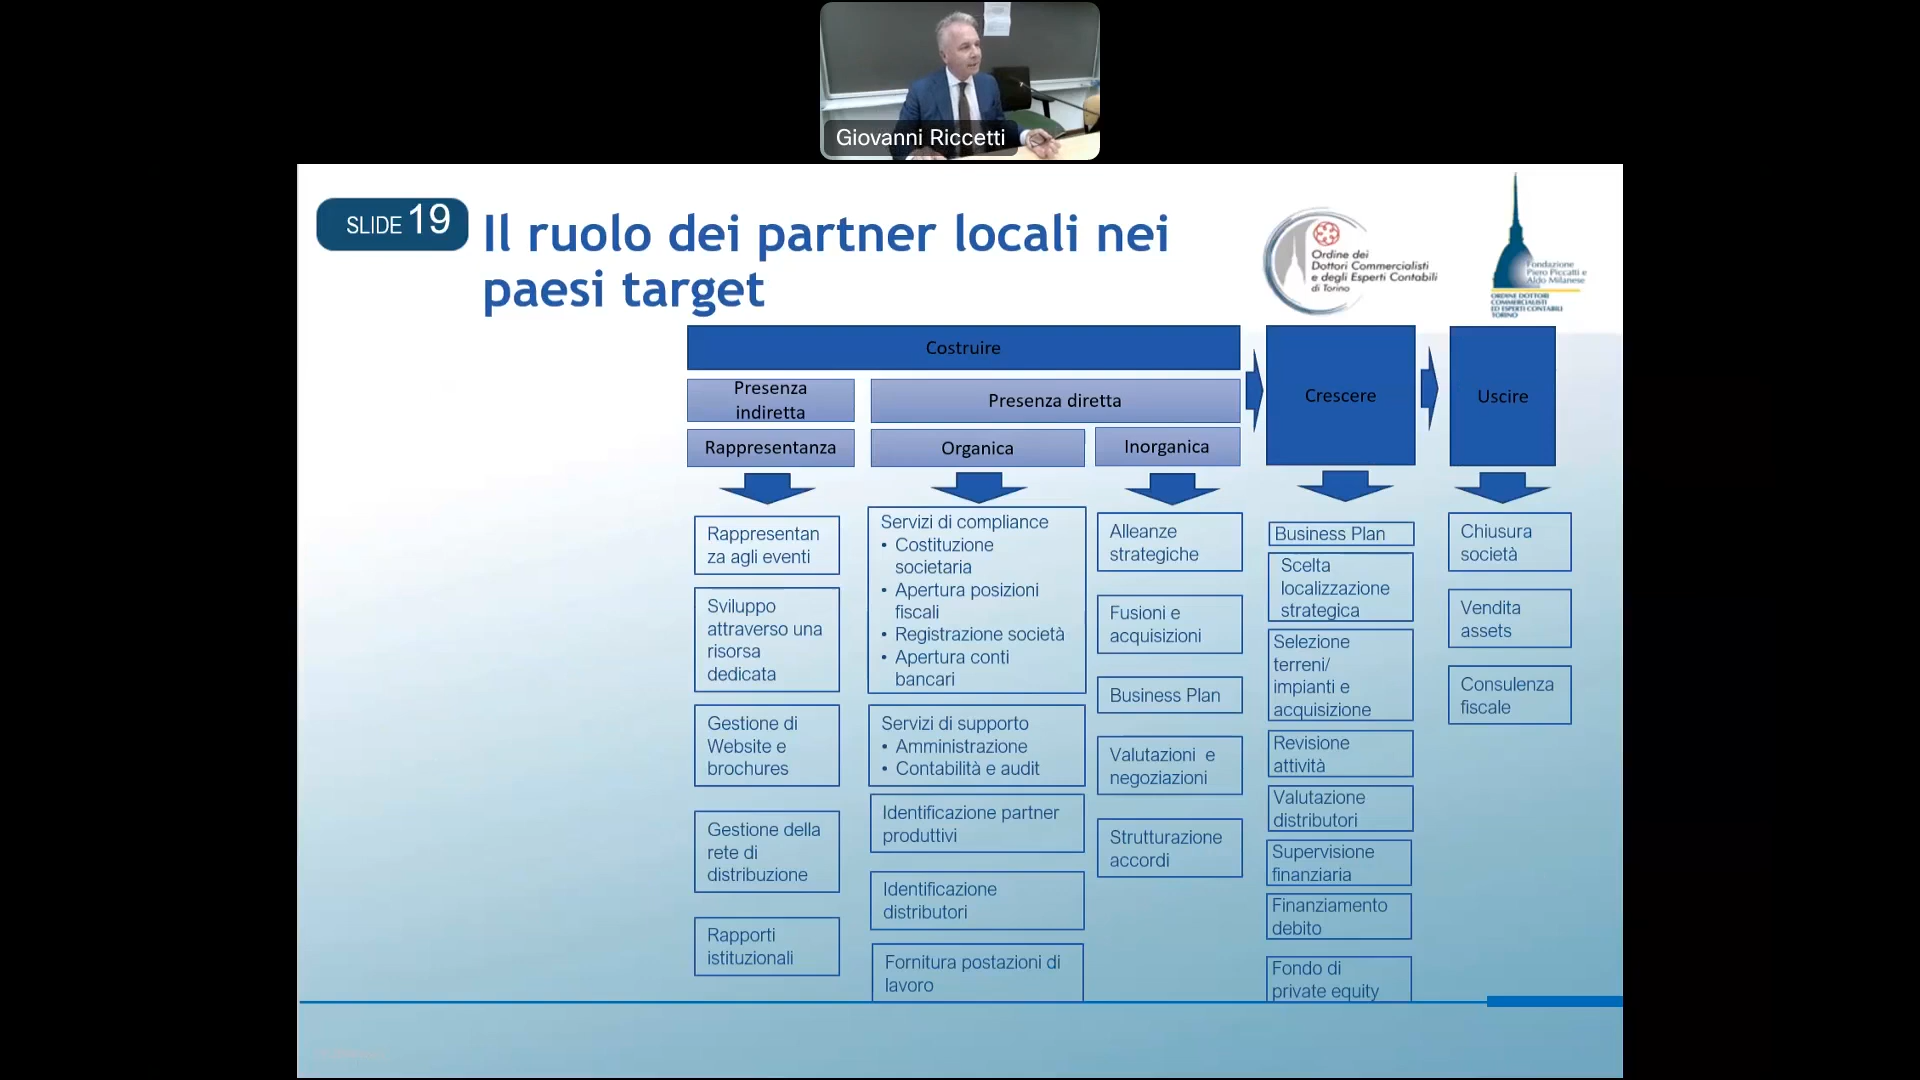 Giovanni Riccetti
SLIDE 19
Il ruolo dei partner locali nei
paesi target
Ordine dei
Dottori Commercialisti
e degli Esperti Contabili
di Torino
Fondazione
Piero Piccatti e
Aldo Milanese
ORDINE DOTTORI
COMMERCIALISTI
ED ESPERTI CONTABILI
TORINO
Costruire
Presenza
indiretta
Presenza diretta
Rappresentanza
Organica
Inorganica
Crescere
Uscire
Rappresentan
za agli eventi
Sviluppo
attraverso una
risorsa
dedicata
Gestione di
Website e
brochures
Gestione della
rete di
distribuzione
Rapporti
istituzionali
Servizi di compliance
• Costituzione
societaria
• Apertura posizioni
fiscali
• Registrazione società
• Apertura conti
bancari
Servizi di supporto
• Amministrazione
• Contabilità e audit
Identificazione partner
produttivi
Identificazione
distributori
Fornitura postazioni di
lavoro
Alleanze
strategiche
Fusioni e
acquisizioni
Business Plan
Valutazioni e
negoziazioni
Strutturazione
accordi
Business Plan
Scelta
localizzazione
strategica
Selezione
terreni/
impianti e
acquisizione
Revisione
attività
Valutazione
distributori
Supervisione
finanziaria
Finanziamento
debito
Fondo di
private equity
Chiusura
società
Vendita
assets
Consulenza
fiscale